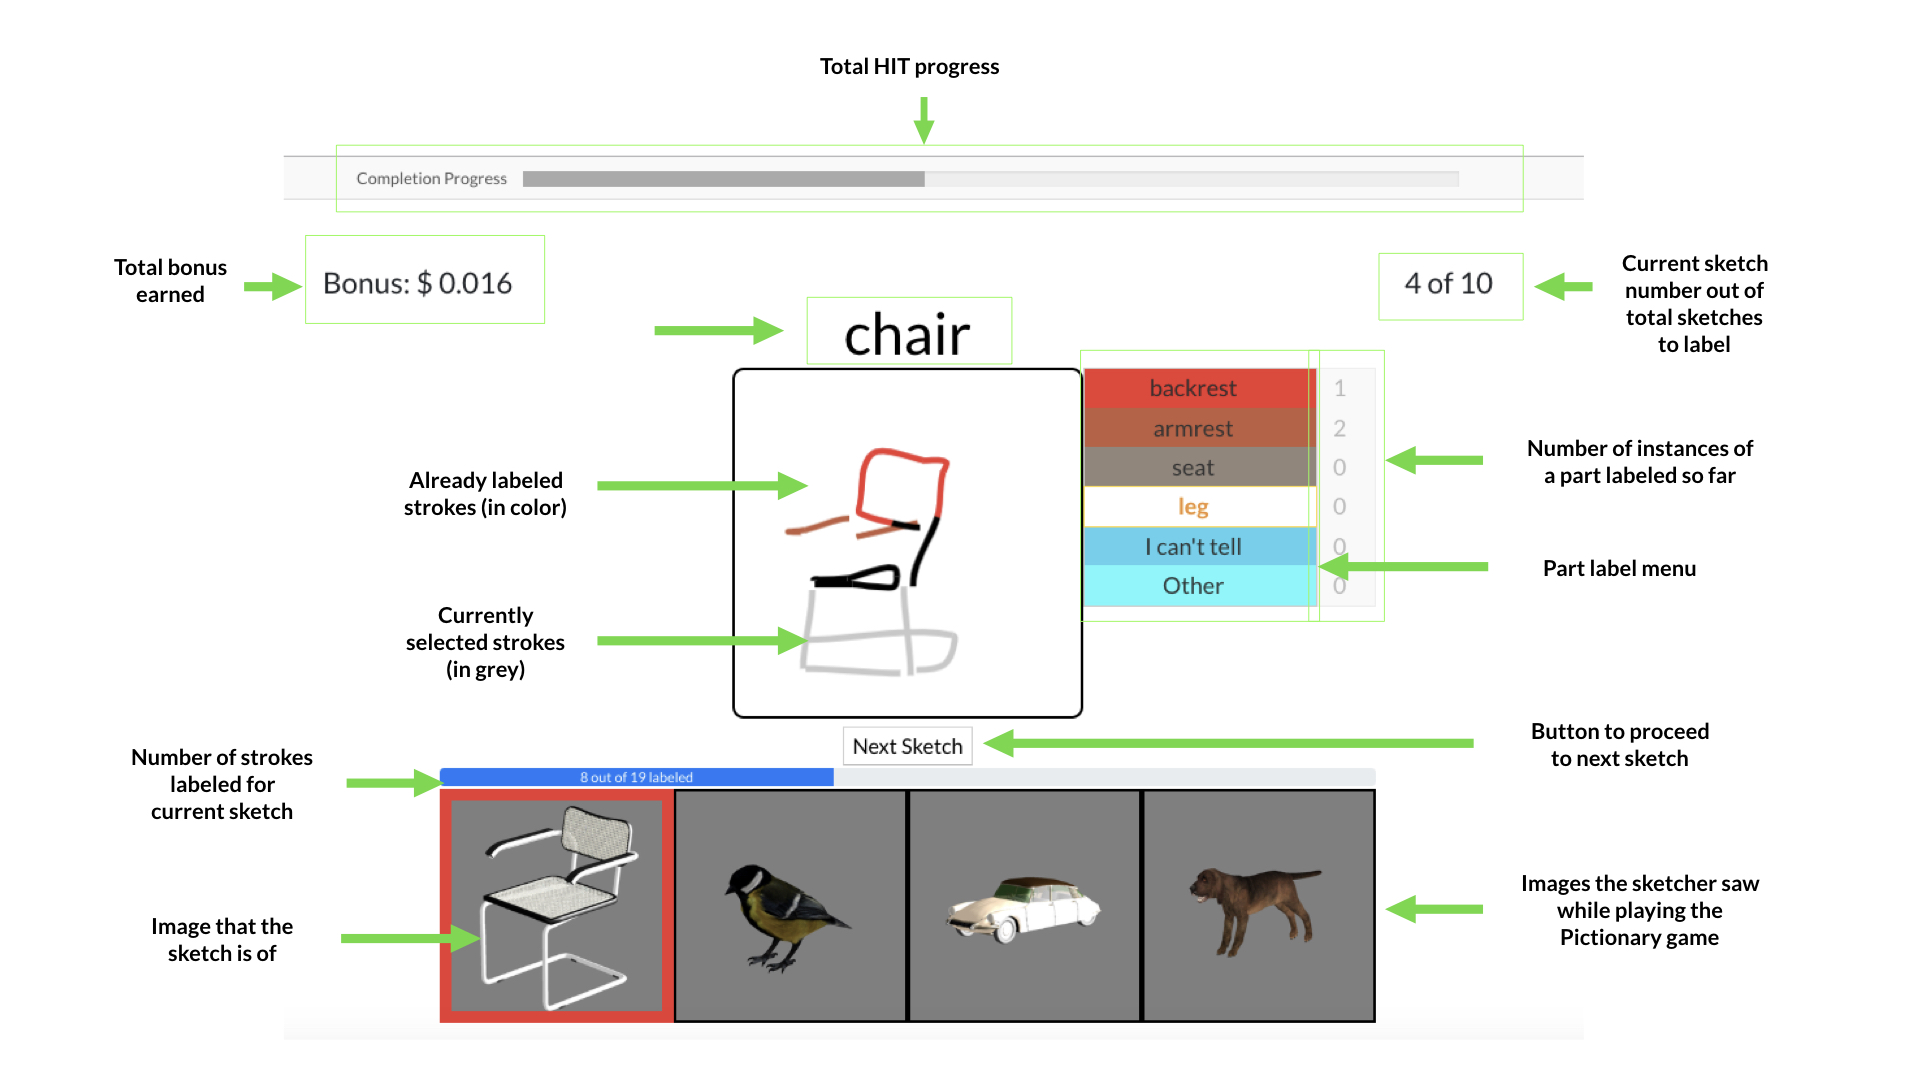 Total HIT progress
Completion Progress
Total bonus
earned
Bonus: $ 0.016
4 of 10
Current sketch
number out of
total sketches
to label
chair
backrest 1
armrest 2
seat 0
leg 0
I can't tell 0
Other 0
Number of instances of
a part labeled so far
Already labeled
strokes (in color)
Part label menu
Currently
selected strokes
(in grey)
Next Sketch
Button to proceed
to next sketch
Number of strokes
labeled for
current sketch
8 out of 19 labeled
Image that the
sketch is of
Images the sketcher saw
while playing the
Pictionary game